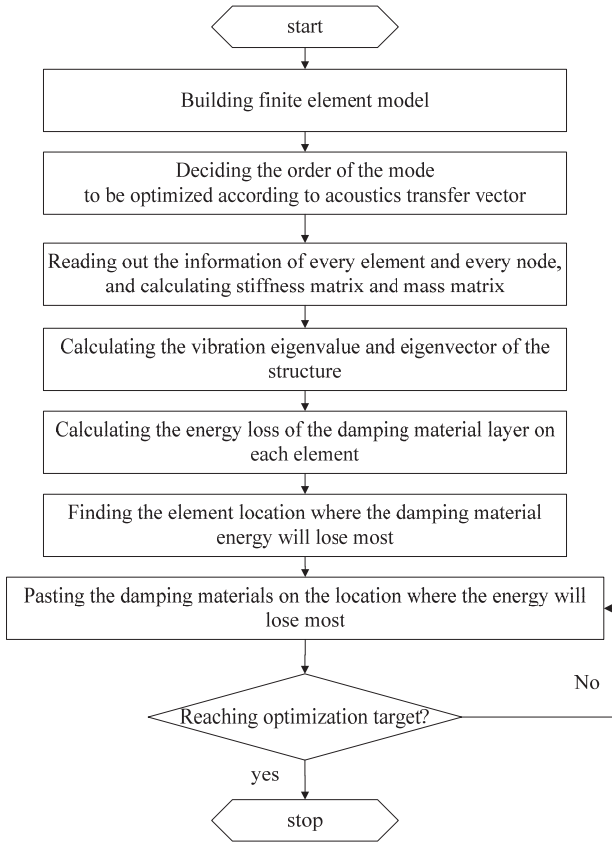 start
Building finite element model
Deciding the order of the mode
to be optimized according to acoustics transfer vector
Reading out the information of every element and every node,
and calculating stiffness matrix and mass matrix
Calculating the vibration eigenvalue and eigenvector of the
structure
Calculating the energy loss of the damping material layer on
each element
Finding the element location where the damping material
energy will lose most
Pasting the damping materials on the location where the energy will
lose most
No
Reaching optimization target?
yes
stop